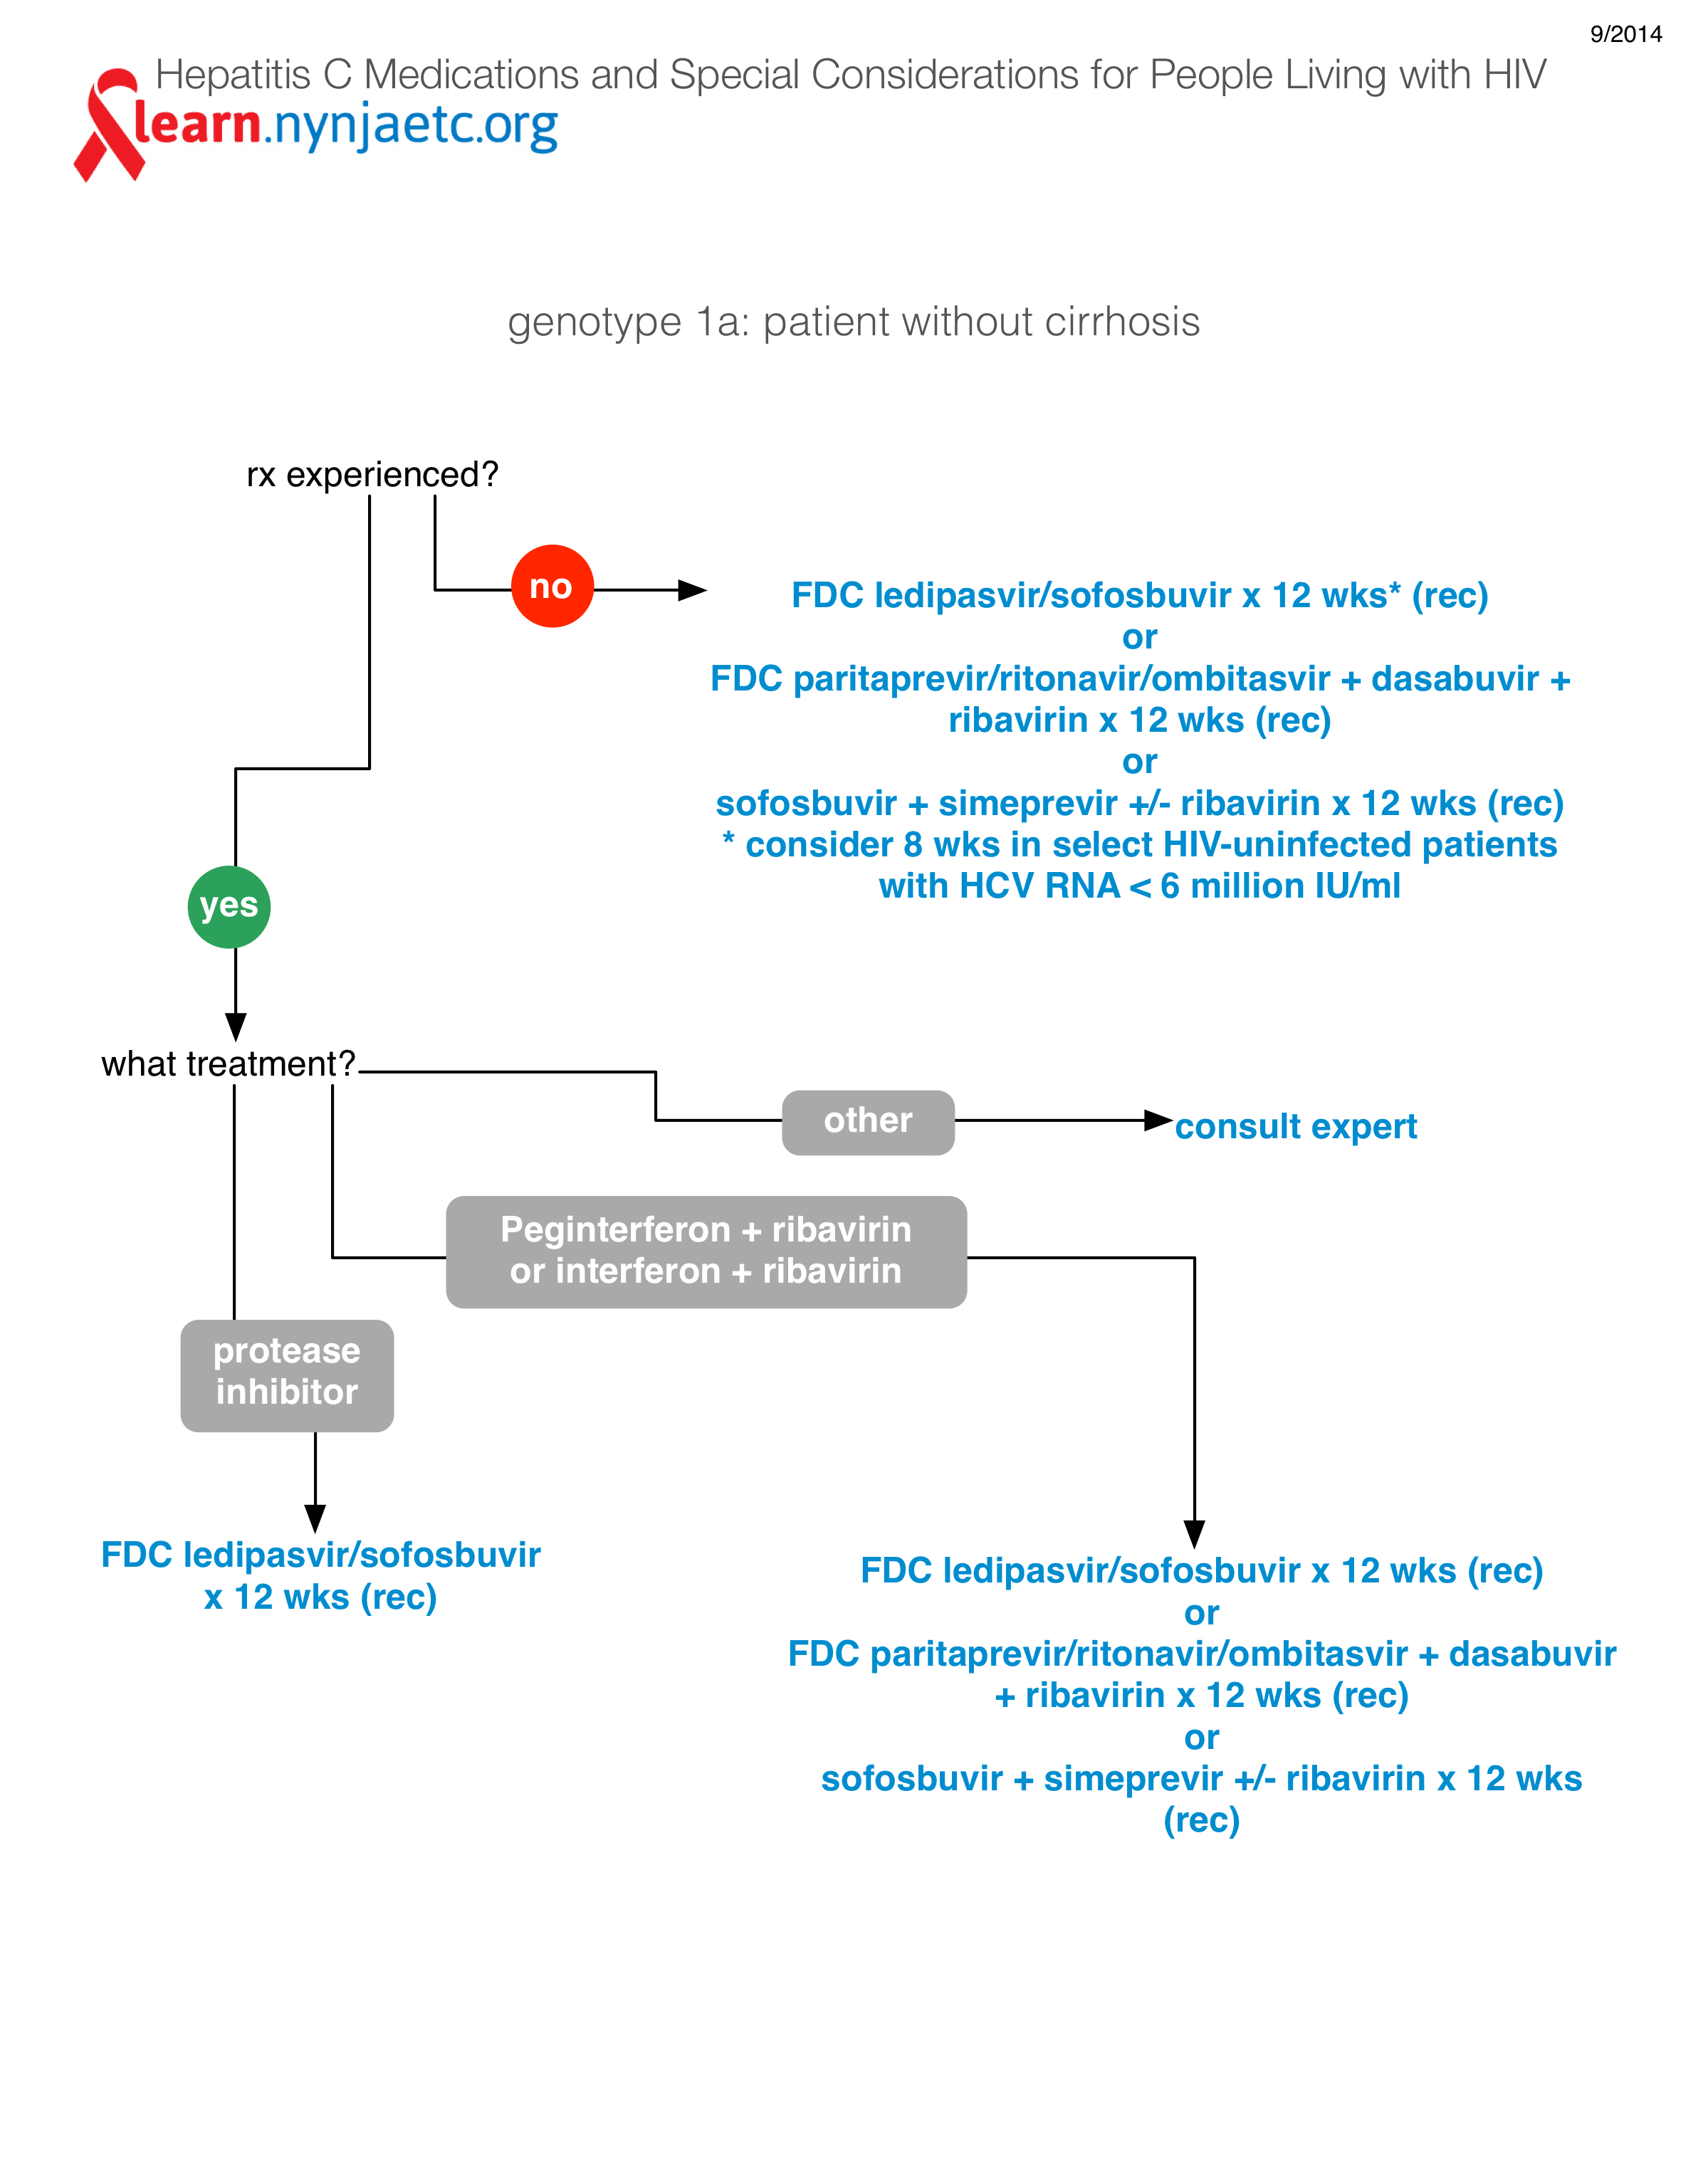 9/2014
Hepatitis C Medications and Special Considerations for People Living with HIV
learn.nynjaetc.org
genotype 1a: patient without cirrhosis
rx experienced?
no
FDC ledipasvir/sofosbuvir x 12 wks* (rec)
or
FDC paritaprevir/ritonavir/ombitasvir + dasabuvir +
ribavirin x 12 wks (rec)
or
sofosbuvir + simeprevir +/- ribavirin x 12 wks (rec)
* consider 8 wks in select HIV-uninfected patients
with HCV RNA < 6 million IU/ml
yes
what treatment?
other
consult expert
Peginterferon + ribavirin
or interferon + ribavirin
protease
inhibitor
FDC ledipasvir/sofosbuvir
x 12 wks (rec)
FDC ledipasvir/sofosbuvir x 12 wks (rec)
or
FDC paritaprevir/ritonavir/ombitasvir + dasabuvir
+ ribavirin x 12 wks (rec)
or
sofosbuvir + simeprevir +/- ribavirin x 12 wks
(rec)